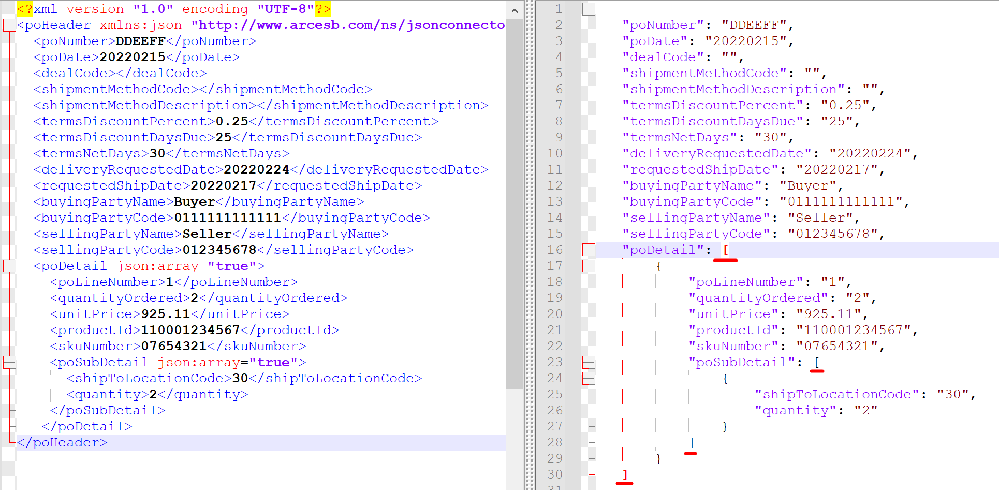 <?xml version="1.0" encoding="UTF-8"?>
<poHeader xmlns:json="http://www.arcesb.com/ns/jsonconnecto
<poNumber>DDEEFF</poNumber>
<poDate>20220215</poDate>
<dealCode></dealCode>
<shipmentMethodCode></shipmentMethodCode>
<shipmentMethodDescription></shipmentMethodDescription>
<termsDiscountPercent>0.25</termsDiscountPercent>
<termsDiscountDaysDue>25</termsDiscountDaysDue>
<termsNetDays>30</termsNetDays>
<deliveryRequestedDate>20220224</deliveryRequestedDate>
<requestedShipDate>20220217</requestedShipDate>
<buyingPartyName>Buyer</buyingPartyName>
<buyingPartyCode>0111111111111</buyingPartyCode>
<sellingPartyName>Seller</sellingPartyName>
<sellingPartyCode>012345678</sellingPartyCode>
<poDetail json:array="true">
<poLineNumber>1</poLineNumber>
<quantityOrdered>2</quantityOrdered>
<unitPrice>925.11</unitPrice>
<productId>110001234567</productId>
<skuNumber>07654321</skuNumber>
<poSubDetail json:array="true">
<shipToLocationCode>30</shipToLocationCode>
<quantity>2</quantity>
</poSubDetail>
</poDetail>
</poHeader>
1
2 "poNumber": "DDEEFF",
3 "poDate": "20220215",
4 "dealCode": "",
5 "shipmentMethodCode": "",
6 "shipmentMethodDescription": "",
7 "termsDiscountPercent": "0.25",
8 "termsDiscountDaysDue": "25",
9 "termsNetDays": "30",
10 "deliveryRequestedDate": "20220224",
11 "requestedShipDate": "20220217",
12 "buyingPartyName": "Buyer",
13 "buyingPartyCode": "0111111111111",
14 "sellingPartyName": "Seller",
15 "sellingPartyCode": "012345678",
16 "poDetail": [
17 {
18 "poLineNumber": "1",
19 "quantityOrdered": "2",
20 "unitPrice": "925.11",
21 "productId": "110001234567",
22 "skuNumber": "07654321",
23 "poSubDetail": [
24 {
25 "shipToLocationCode": "30",
26 "quantity": "2"
27 }
28 ]
29 }
30 ]
31